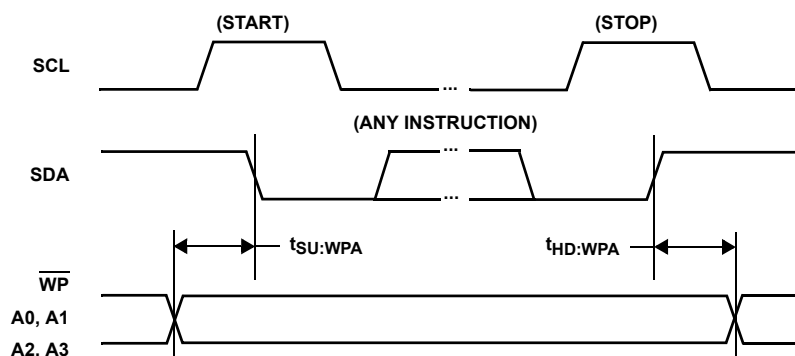 (START)
(STOP)
SCL
...
(ANY INSTRUCTION)
...
SDA
...
tSU:WPA
tHD:WPA
WP
A0, A1
A2, A3